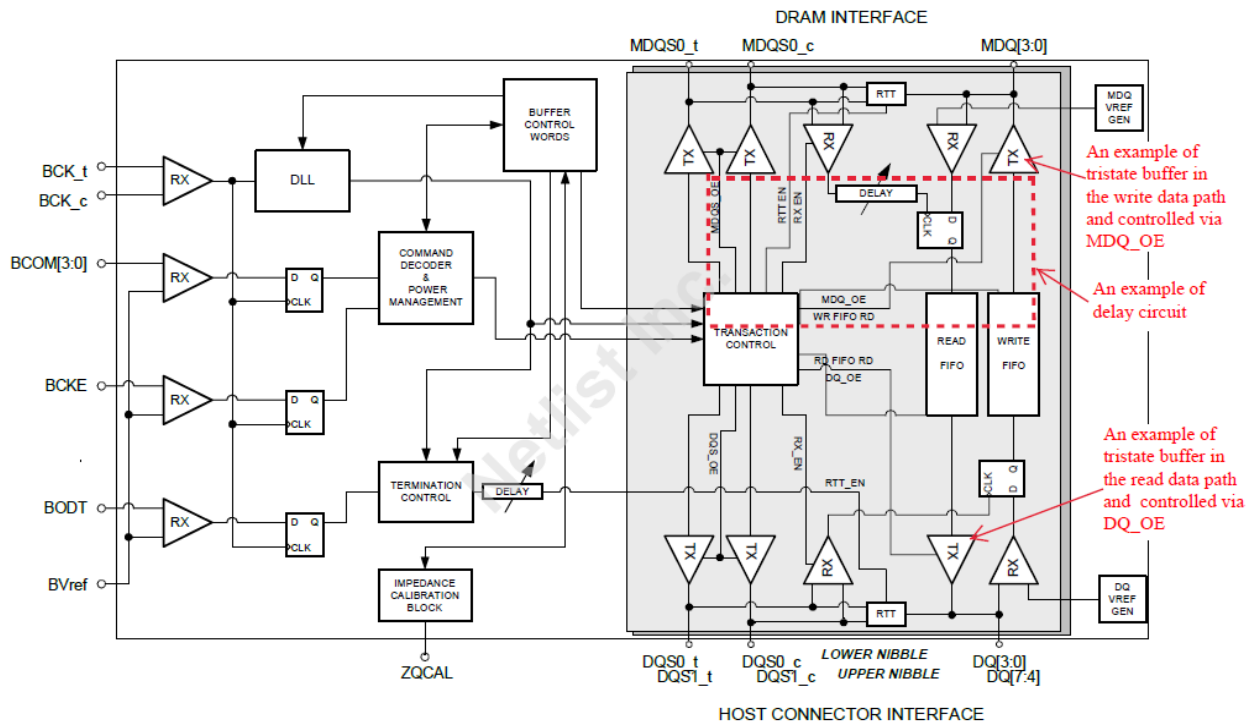 DRAM INTERFACE
MDQS0_t
MDQS0_c
MDQ[3:0]
BUFFER
CONTROL
WORDS
RTT
MDQ
VREF
GEN
BCK_t
BCK_c
RX
DLL
TX
TX
RX
RX
TX
An example of
tristate buffer in
the write data path
and controlled via
MDQ_OE
MDQS_OE
RTT EN
RX EN
DELAY
CLK
D
Q
BCOM[3:0]
RX
D Q
CLK
COMMAND
DECODER
&
POWER
MANAGEMENT
An example of
delay circuit
MDQ_OE
WR FIFO RD
TRANSACTION
CONTROL
READ
FIFO
WRITE
FIFO
RD FIFO RD
DQ_OE
BCKE
RX
D Q
CLK
Netlist Inc.
An example of
tristate buffer in
the read data path
and controlled via
DQ_OE
DQS_OE
RX_EN
CLK
Q
D
BODT
RX
D Q
CLK
TERMINATION
CONTROL
DELAY
RTT_EN
TX
TX
RX
TX
RX
BVref
IMPEDANCE
CALIBRATION
BLOCK
RTT
DQ
VREF
GEN
ZQCAL
DQS0_t
DQS1_t
DQS0_c
DQS1_c
LOWER NIBBLE
UPPER NIBBLE
DQ[3:0]
DQ[7:4]
HOST CONNECTOR INTERFACE